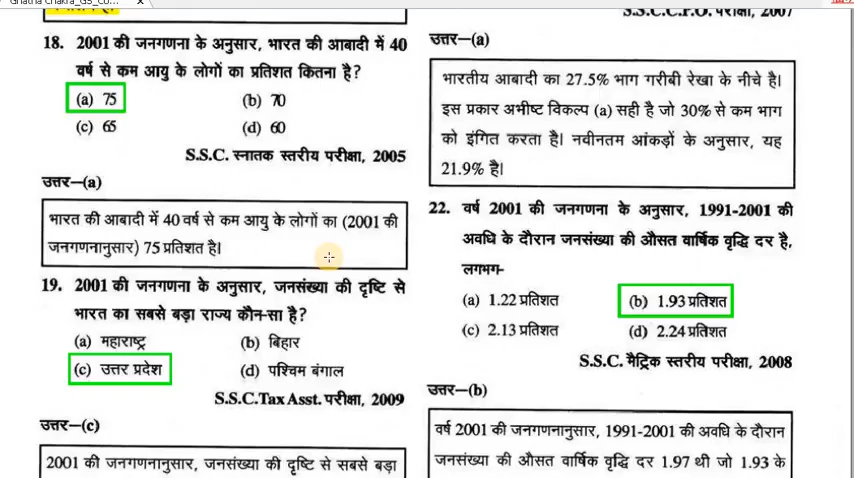 18. 2001 की जनगणना के अनुसार, भारत की आबादी में 40
वर्ष से कम आयु के लोगों का प्रतिशत कितना है?
(a) 75 (b) 70
(c) 65 (d) 60
S.S.C. स्नातक स्तरीय परीक्षा, 2005
उत्तर—(a)
भारत की आबादी में 40 वर्ष से कम आयु के लोगों का (2001 की
जनगणनानुसार) 75 प्रतिशत है।
19. 2001 की जनगणना के अनुसार, जनसंख्या की दृष्टि से
भारत का सबसे बड़ा राज्य कौन-सा है?
(a) महाराष्ट्र (b) बिहार
(c) उत्तर प्रदेश (d) पश्चिम बंगाल
S.S.C.Tax Asst. परीक्षा, 2009
उत्तर—(c)
2001 की जनगणनानुसार, जनसंख्या की दृष्टि से सबसे बड़ा
S.S.C.C.P.O. परीक्षा, 2007
उत्तर—(a)
भारतीय आबादी का 27.5% भाग गरीबी रेखा के नीचे है।
इस प्रकार अभीष्ट विकल्प (a) सही है जो 30% से कम भाग
को इंगित करता है। नवीनतम आंकड़ों के अनुसार, यह
21.9% है।
22. वर्ष 2001 की जनगणना के अनुसार, 1991-2001 की
अवधि के दौरान जनसंख्या की औसत वार्षिक वृद्धि दर है,
लगभग-
(a) 1.22 प्रतिशत (b) 1.93 प्रतिशत
(c) 2.13 प्रतिशत (d) 2.24 प्रतिशत
S.S.C. मैट्रिक स्तरीय परीक्षा, 2008
उत्तर—(b)
वर्ष 2001 की जनगणनानुसार, 1991-2001 की अवधि के दौरान
जनसंख्या की औसत वार्षिक वृद्धि दर 1.97 थी जो 1.93 के